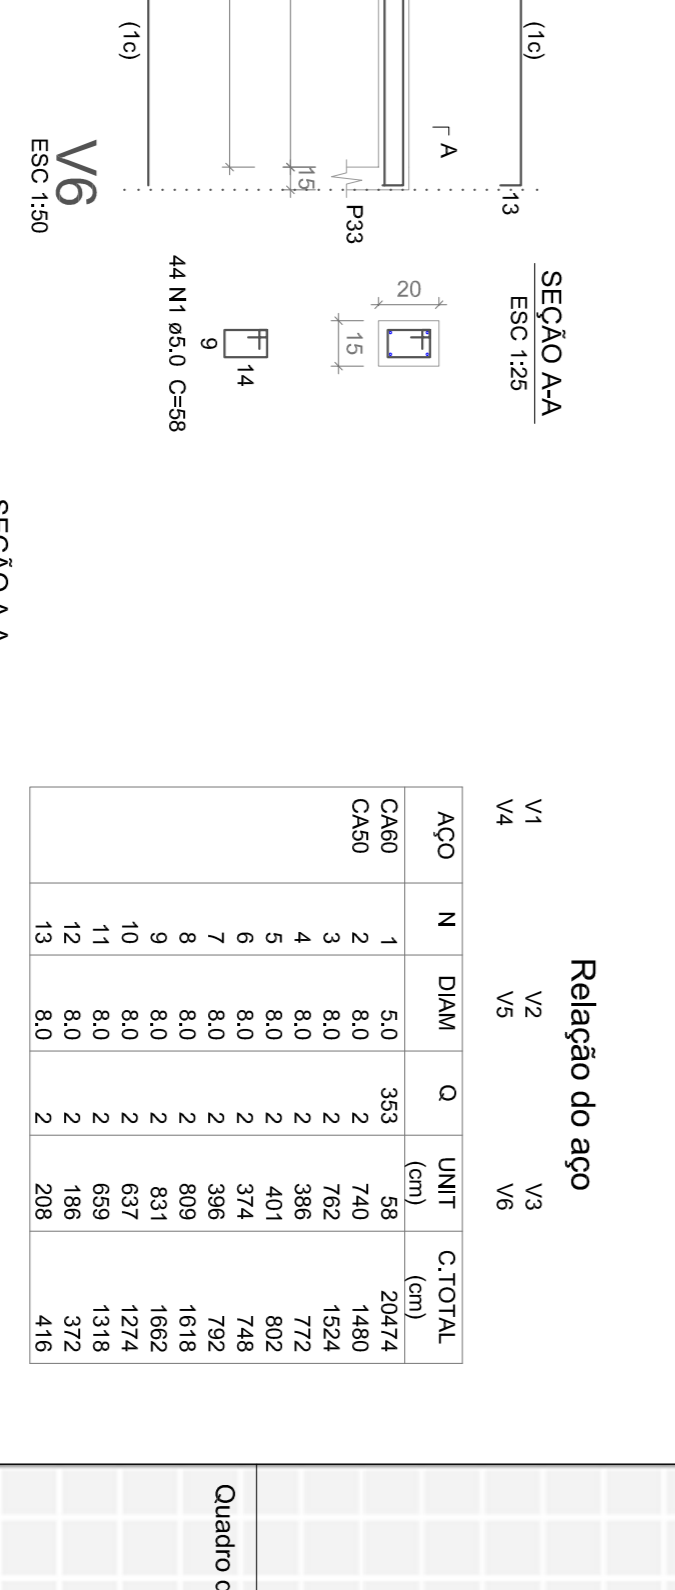 (1c)
(1c)
A
13
15
P33
V6
ESC 1:50
SEÇÃO A-A
ESC 1:25
20
15
14
9
44 N1 ø5.0 C=58
SEÇÃO A-A
Relação do aço
V1 V2 V3
V4 V5 V6
AÇO N DIAM Q UNIT (cm) C.TOTAL (cm)
CA60 1 5.0 353 58 20474
CA50 2 8.0 2 740 1480
3 8.0 2 762 1524
4 8.0 2 386 772
5 8.0 2 401 802
6 8.0 2 374 748
7 8.0 2 396 792
8 8.0 2 809 1618
9 8.0 2 831 1662
10 8.0 2 637 1274
11 8.0 2 659 1318
12 8.0 2 186 372
13 8.0 2 208 416
Quadro